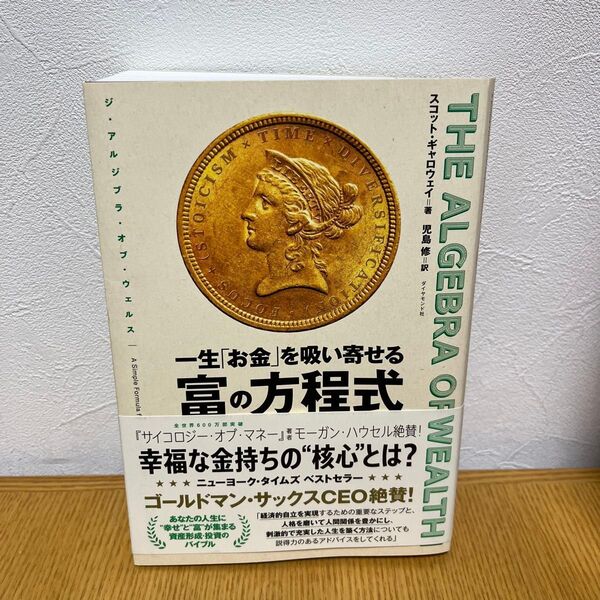 THE ALGEBRA OF WEALTH
スコット・ギャロウェイ=著
児島 修=訳
ダイヤモンド社
ジ・アルジブラ・オブ・ウェルス
A Simple Formula f
(STOICISM × TIME × DIVERSIFICATION)
FOCUS
一生「お金」を吸い寄せる
富の方程式
全世界600万部突破
『サイコロジー・オブ・マネー』著者 モーガン・ハウセル絶賛!
幸福な金持ちの“核心”とは?
★★★ ニューヨーク・タイムズ ベストセラー ★★★
ゴールドマン・サックスCEO絶賛!
あなたの人生に
“幸せ”と“富”が集まる
資産形成・投資の
バイブル
「経済的自立を実現するための重要なステップと、
人格を磨いて人間関係を豊かにし、
刺激的で充実した人生を築く方法についても
説得力のあるアドバイスをしてくれる」